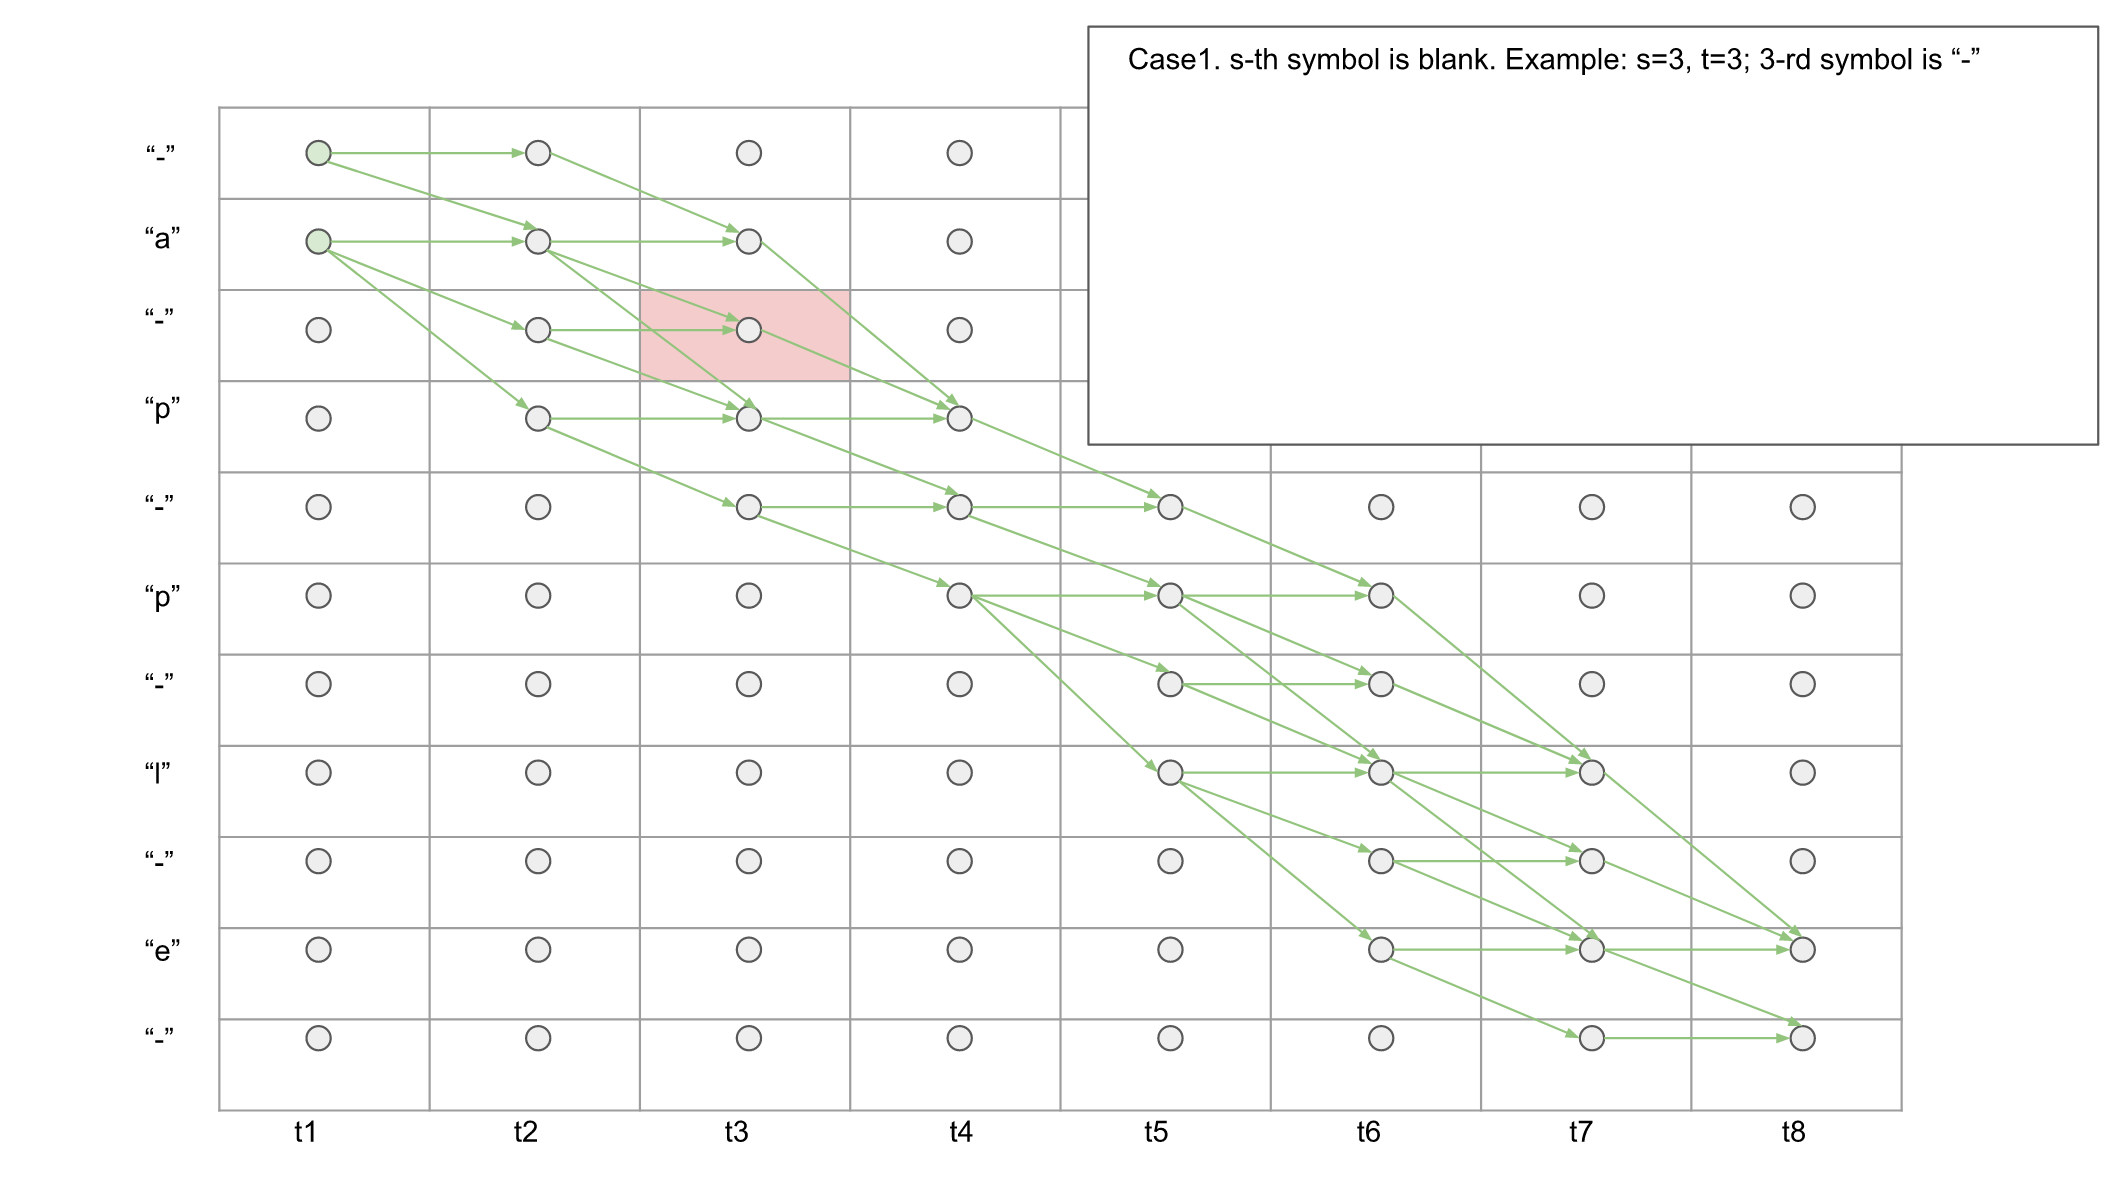 Case1. s-th symbol is blank. Example: s=3, t=3; 3-rd symbol is “-”
“-”
“a”
“-”
“p”
“-”
“p”
“-”
“l”
“-”
“e”
“-”
t1 t2 t3 t4 t5 t6 t7 t8